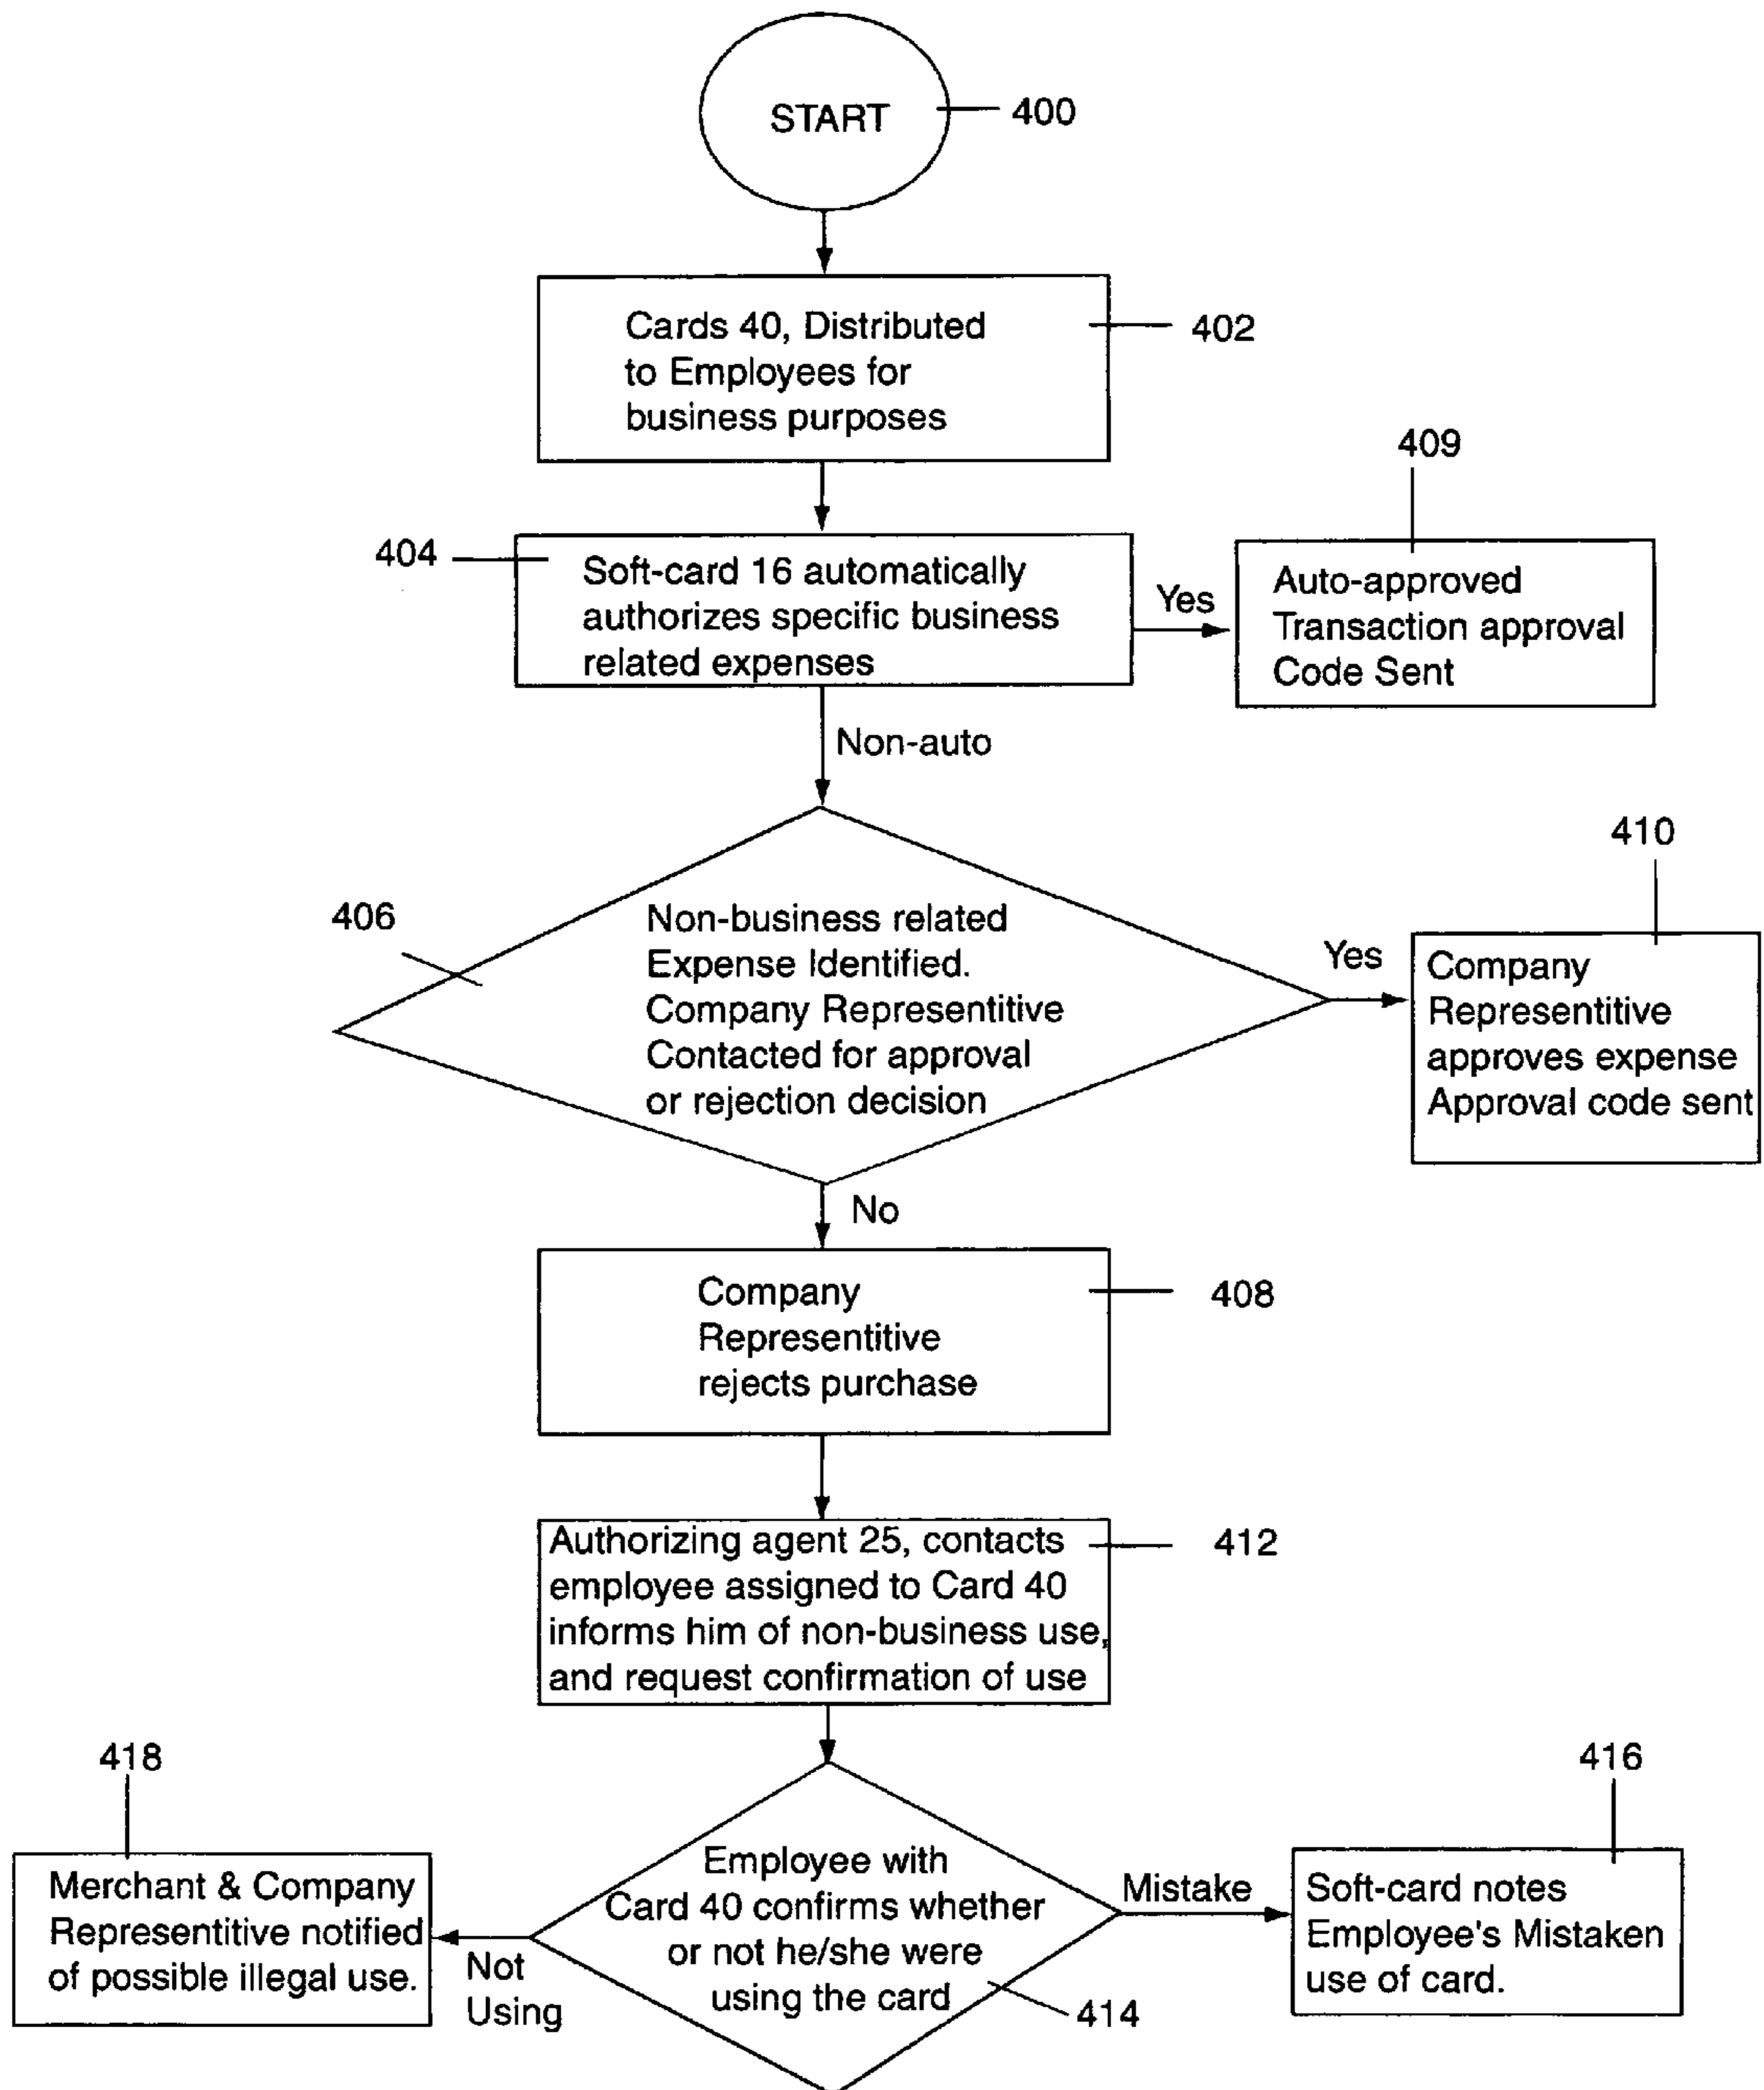 START
400
Cards 40, Distributed
to Employees for
business purposes
402
409
404
Soft-card 16 automatically
authorizes specific business
related expenses
Yes
Auto-approved
Transaction approval
Code Sent
Non-auto
410
406
Non-business related
Expense Identified.
Company Representitive
Contacted for approval
or rejection decision
Yes
Company
Representitive
approves expense
Approval code sent
No
Company
Representitive
rejects purchase
408
Authorizing agent 25, contacts
employee assigned to Card 40
informs him of non-business use,
and request confirmation of use
412
418
416
Merchant & Company
Representitive notified
of possible illegal use.
Not
Using
Employee with
Card 40 confirms whether
or not he/she were
using the card
414
Mistake
Soft-card notes
Employee's Mistaken
use of card.